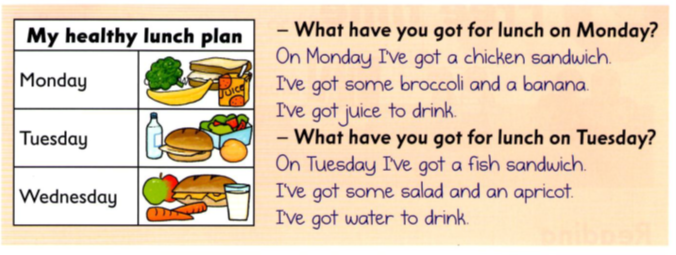 My healthy lunch plan
Monday
JUICE
Tuesday
Wednesday
– What have you got for lunch on Monday?
On Monday I've got a chicken sandwich.
I've got some broccoli and a banana.
I've got juice to drink.
– What have you got for lunch on Tuesday?
On Tuesday I've got a fish sandwich.
I've got some salad and an apricot.
I've got water to drink.